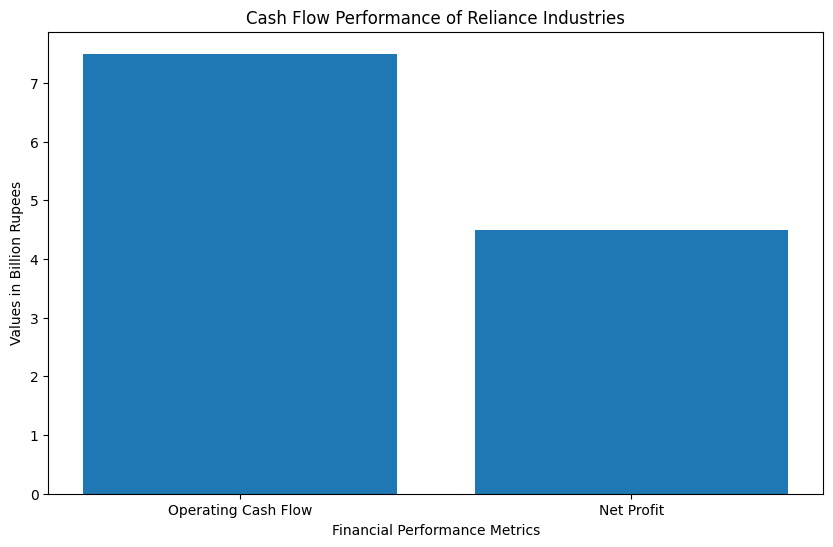 Cash Flow Performance of Reliance Industries
Values in Billion Rupees
7
6
5
4
3
2
1
0
Operating Cash Flow
Net Profit
Financial Performance Metrics